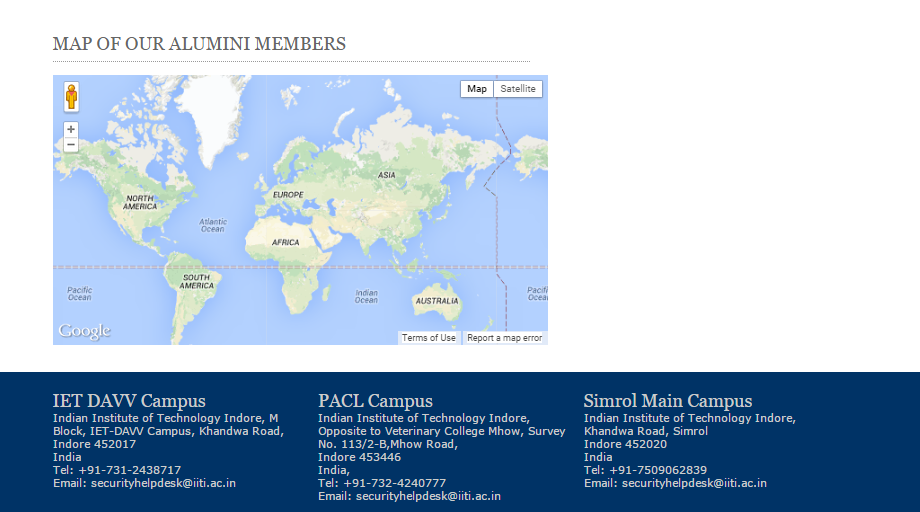 MAP OF OUR ALUMINI MEMBERS
Map Satellite
+
−
ASIA
EUROPE
NORTH
AMERICA
Atlantic
Ocean
AFRICA
SOUTH
AMERICA
Pacific
Ocean
Indian
Ocean
AUSTRALIA
Pacifi
Ocea
Google
Terms of Use
Report a map error
IET DAVV Campus
Indian Institute of Technology Indore, M
Block, IET-DAVV Campus, Khandwa Road,
Indore 452017
India
Tel: +91-731-2438717
Email: securityhelpdesk@iiti.ac.in
PACL Campus
Indian Institute of Technology Indore,
Opposite to Veterinary College Mhow, Survey
No. 113/2-B,Mhow Road,
Indore 453446
India,
Tel: +91-732-4240777
Email: securityhelpdesk@iiti.ac.in
Simrol Main Campus
Indian Institute of Technology Indore,
Khandwa Road, Simrol
Indore 452020
India
Tel: +91-7509062839
Email: securityhelpdesk@iiti.ac.in